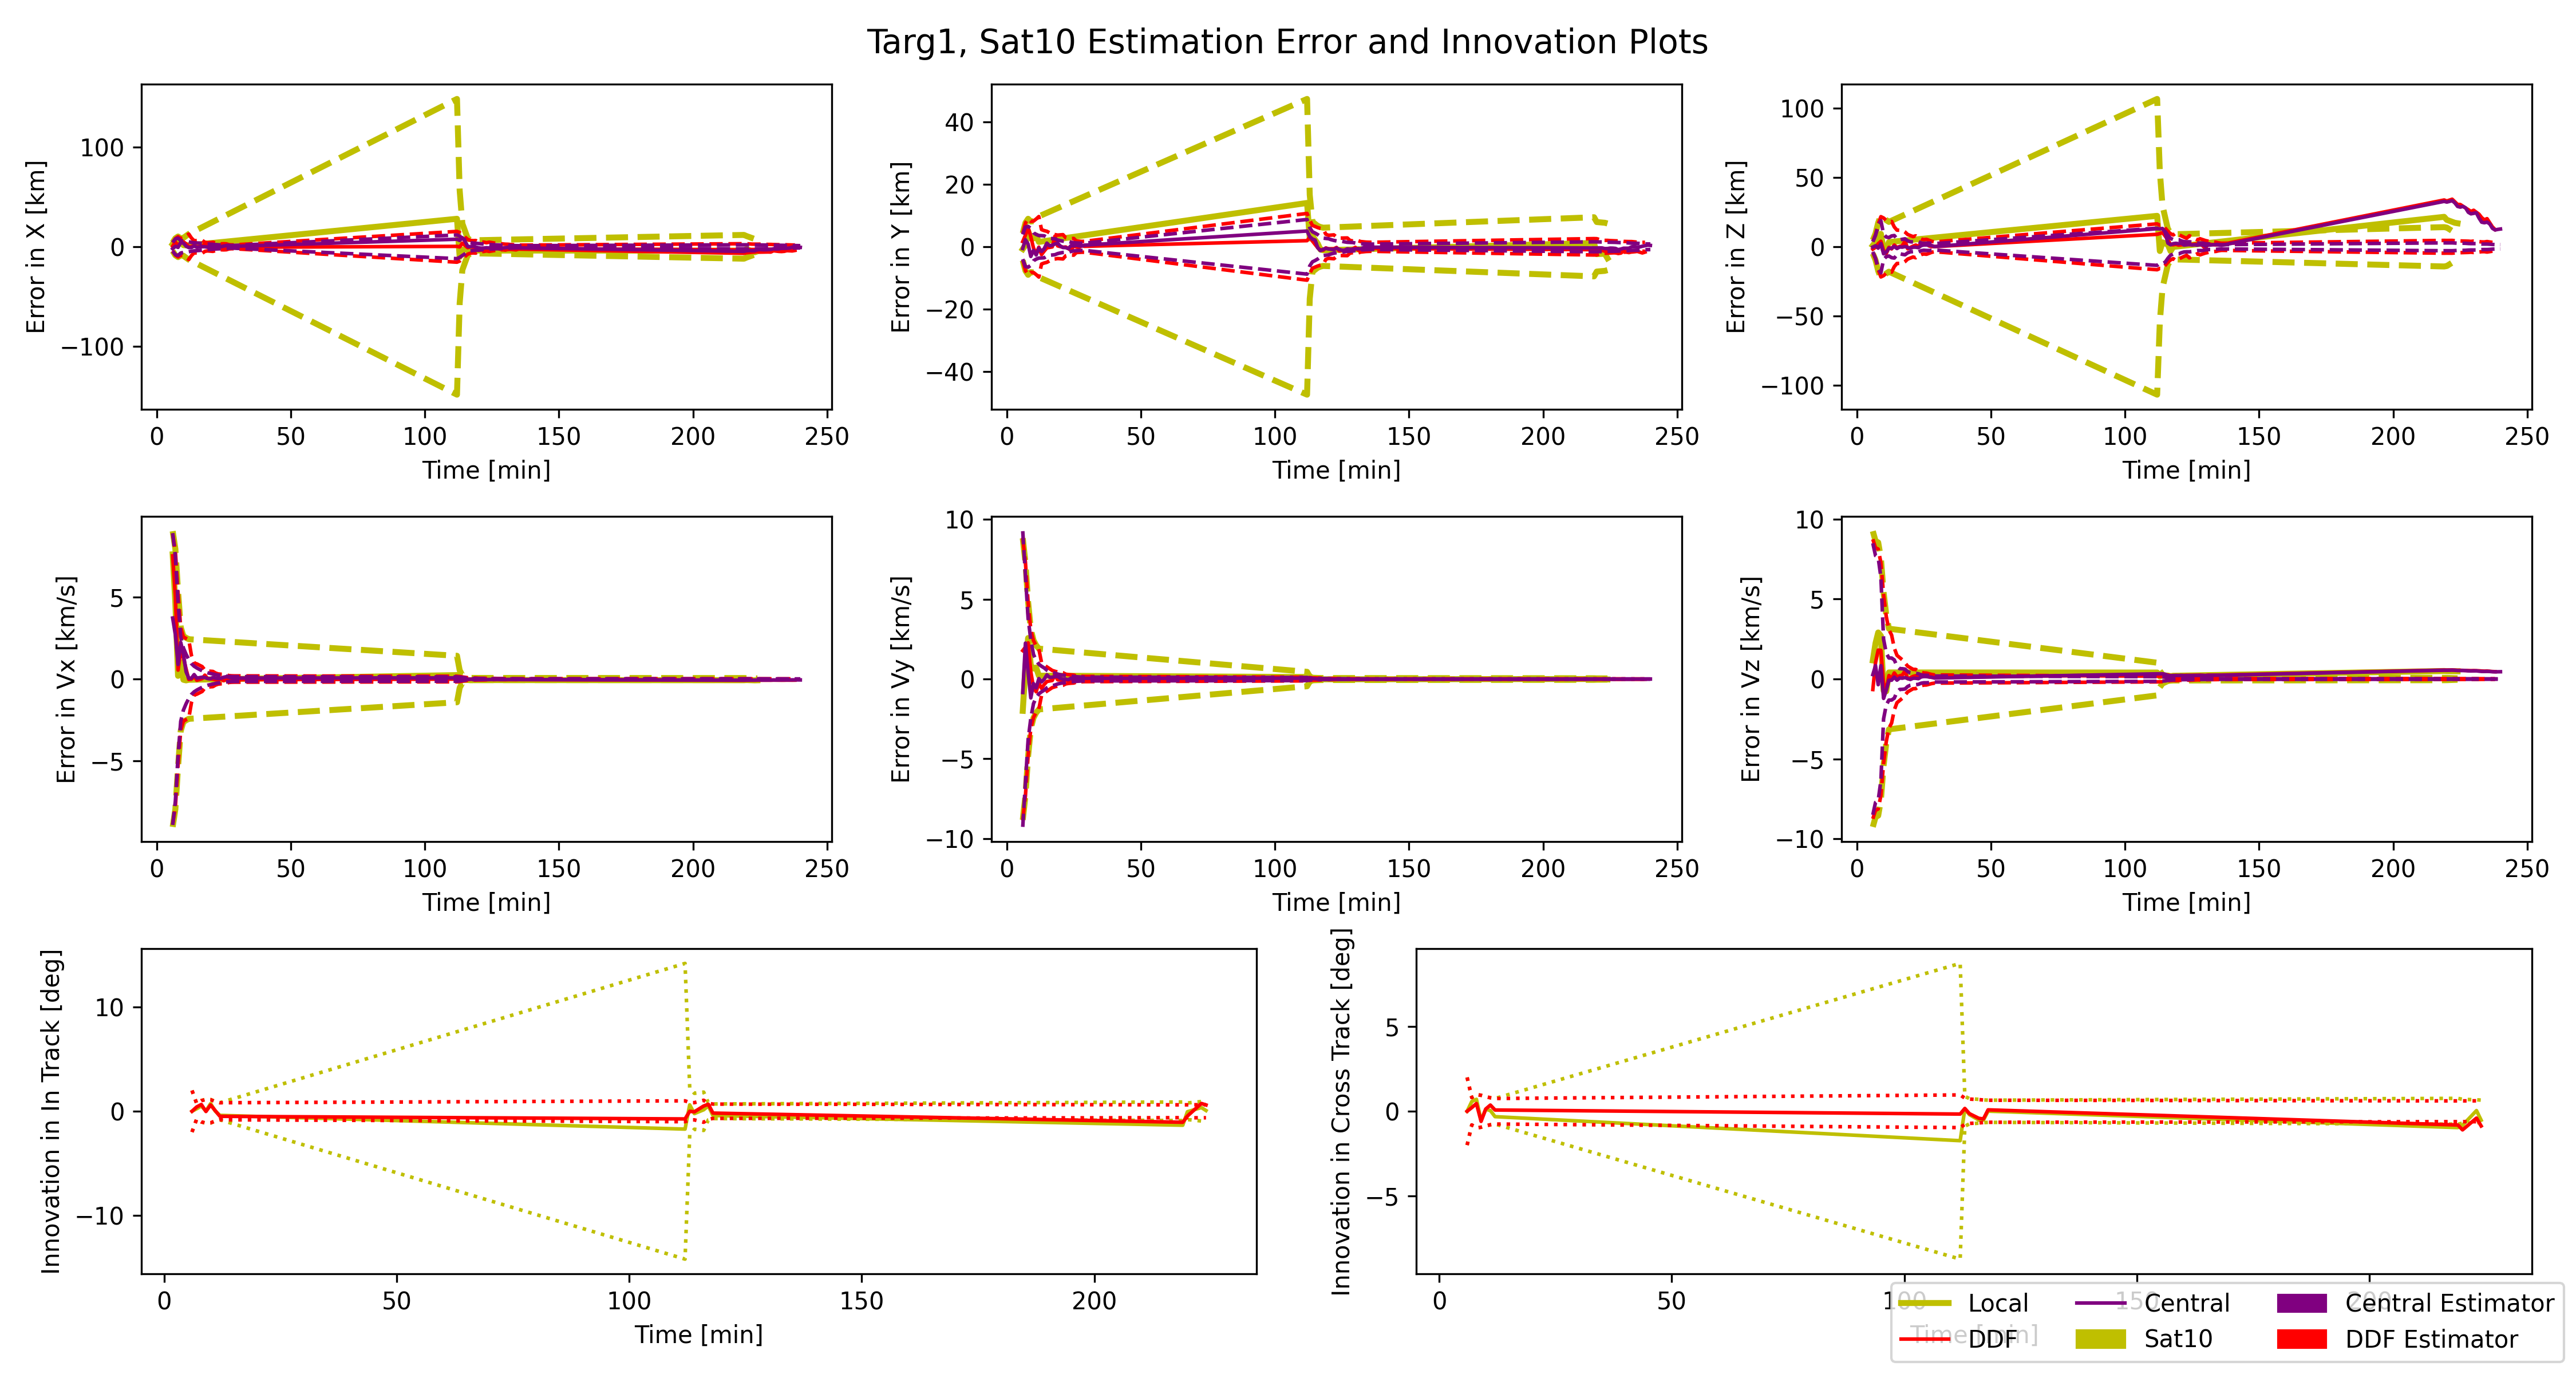 Targ1, Sat10 Estimation Error and Innovation Plots
Error in X [km]
100
0
−100
0 50 100 150 200 250
Time [min]
Error in Y [km]
40
20
0
−20
−40
0 50 100 150 200 250
Time [min]
Error in Z [km]
100
50
0
−50
−100
0 50 100 150 200 250
Time [min]
Error in Vx [km/s]
5
0
−5
0 50 100 150 200 250
Time [min]
Error in Vy [km/s]
10
5
0
−5
−10
0 50 100 150 200 250
Time [min]
Error in Vz [km/s]
10
5
0
−5
−10
0 50 100 150 200 250
Time [min]
Innovation in In Track [deg]
10
0
−10
0 50 100 150 200
Time [min]
Innovation in Cross Track [deg]
5
0
−5
0 50 100 150 200
Time [min]
Local Central Central Estimator
DDF Sat10 DDF Estimator